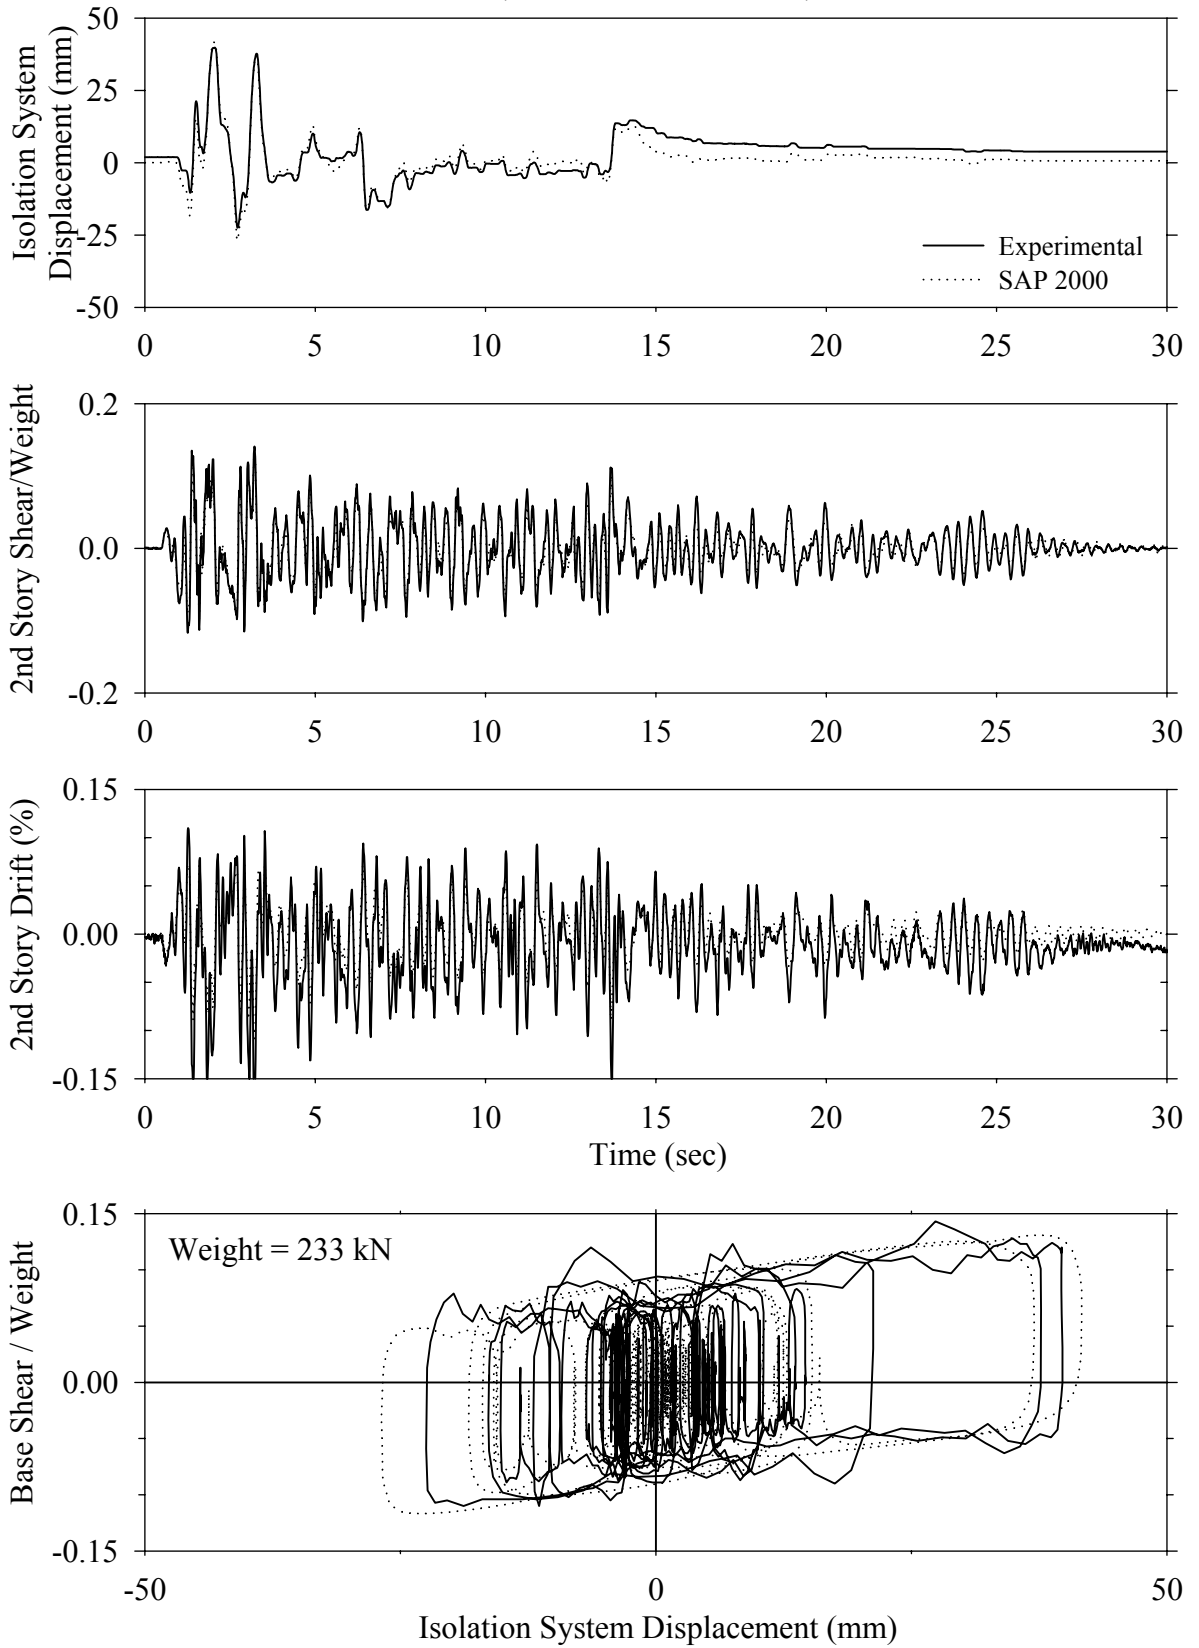 Isolation System
Displacement (mm)
50
25
0
-25
-50
Experimental
SAP 2000
0 5 10 15 20 25 30
2nd Story Shear/Weight
0.2
0.0
-0.2
0 5 10 15 20 25 30
2nd Story Drift (%)
0.15
0.00
-0.15
0 5 10 15 20 25 30
Time (sec)
Base Shear / Weight
0.15
Weight = 233 kN
0.00
-0.15
-50 0 50
Isolation System Displacement (mm)